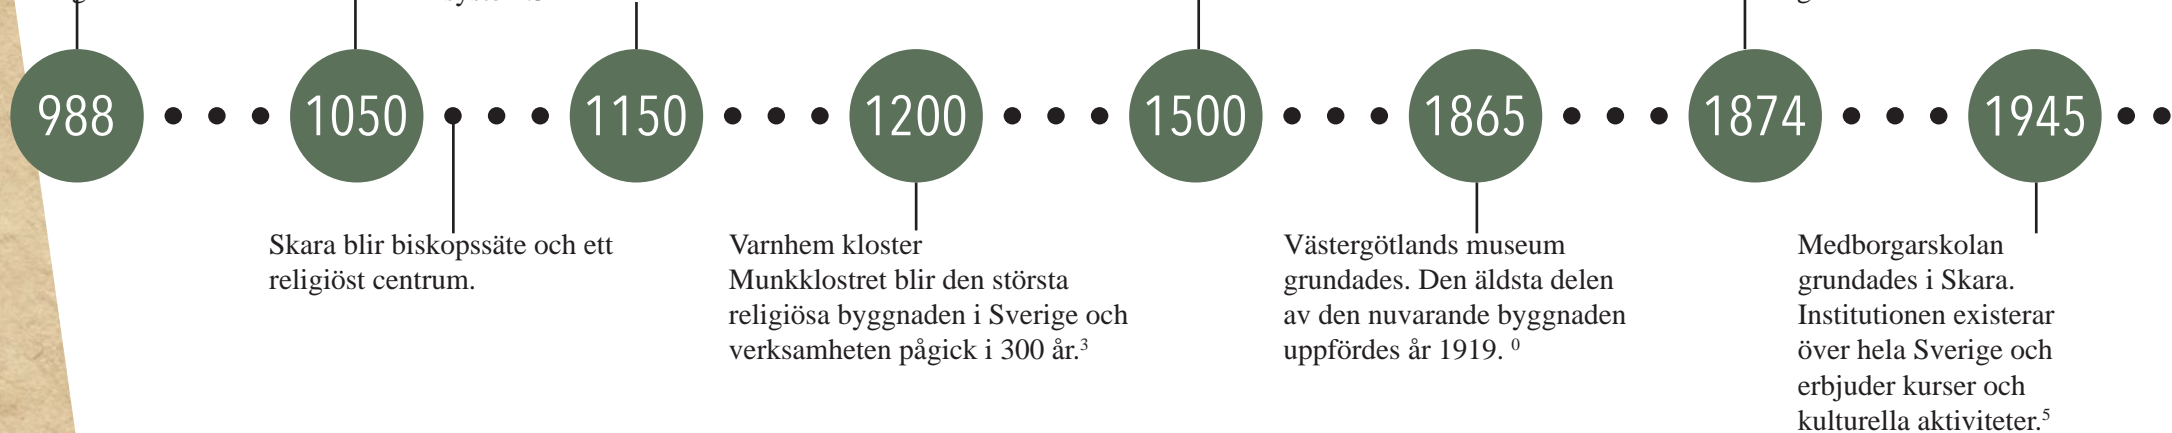 988 1050 1150 1200 1500 1865 1874 1945
Skara blir biskopssäte och ett
religiöst centrum.
Varnhem kloster
Munkklostret blir den största
religiösa byggnaden i Sverige och
verksamheten pågick i 300 år.³
Västergötlands museum
grundades. Den äldsta delen
av den nuvarande byggnaden
uppfördes år 1919. ⁰
Medborgarskolan
grundades i Skara.
Institutionen existerar
över hela Sverige och
erbjuder kurser och
kulturella aktiviteter.⁵